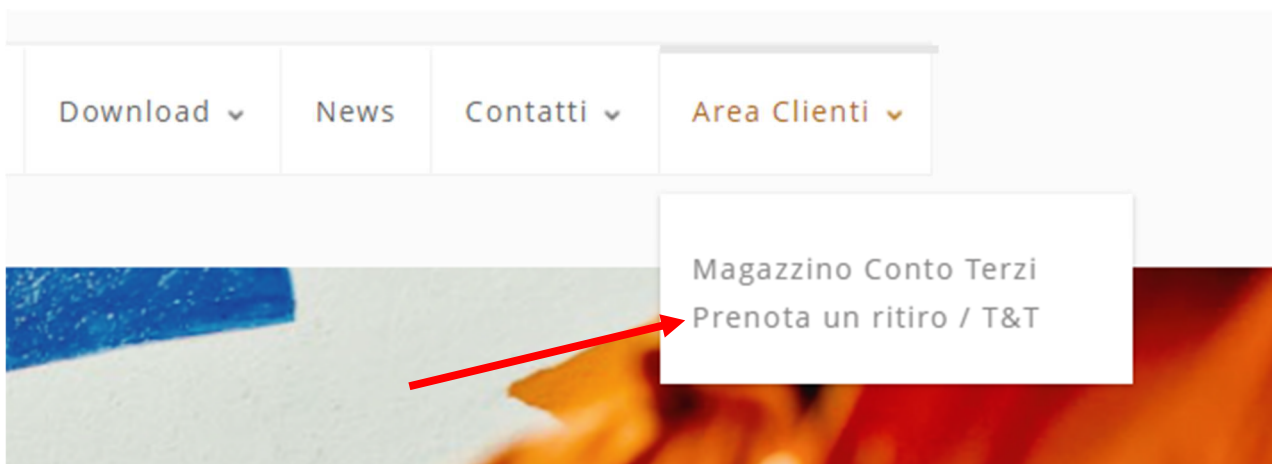 Download
News
Contatti
Area Clienti
Magazzino Conto Terzi
Prenota un ritiro / T&T